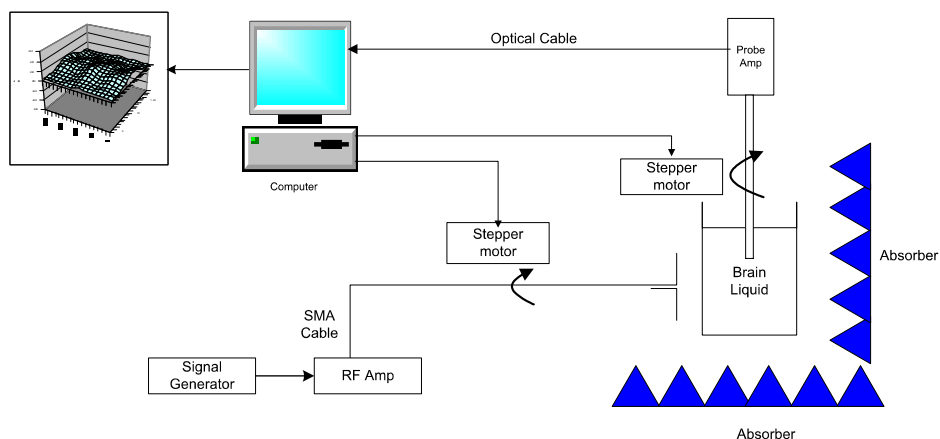 Optical Cable
Probe
Amp
Computer
Stepper
motor
Stepper
motor
Brain
Liquid
Absorber
SMA
Cable
Signal
Generator
RF Amp
Absorber